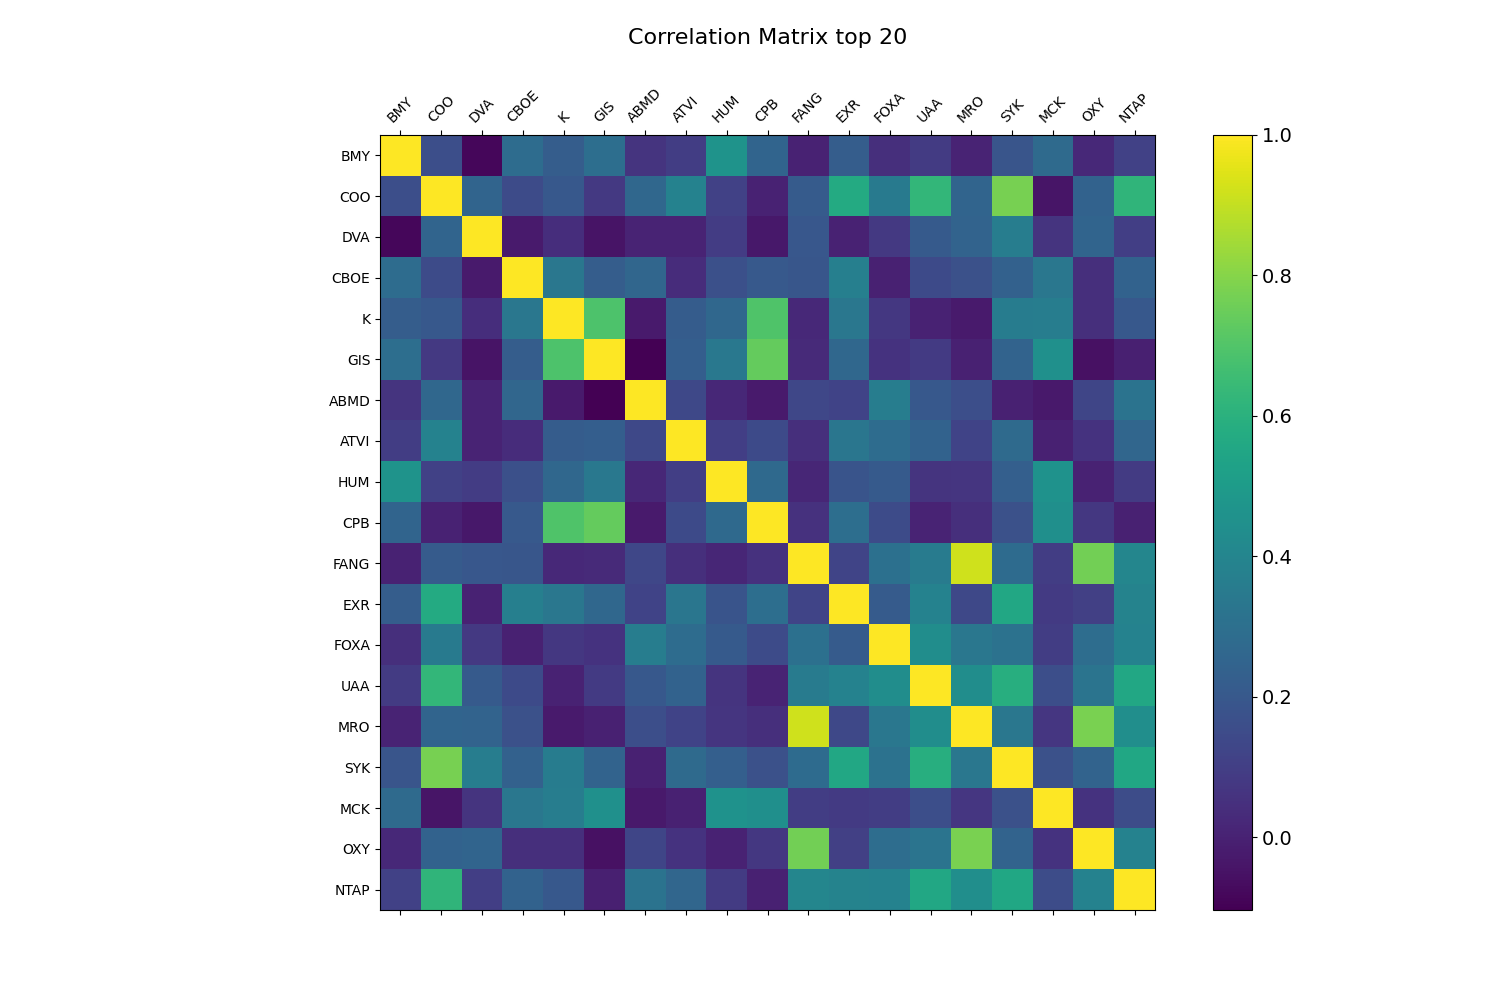 Correlation Matrix top 20
BMY COO DVA CBOE K GIS ABMD ATVI HUM CPB FANG EXR FOXA UAA MRO SYK MCK OXY NTAP
BMY
COO
DVA
CBOE
K
GIS
ABMD
ATVI
HUM
CPB
FANG
EXR
FOXA
UAA
MRO
SYK
MCK
OXY
NTAP
1.0
0.8
0.6
0.4
0.2
0.0